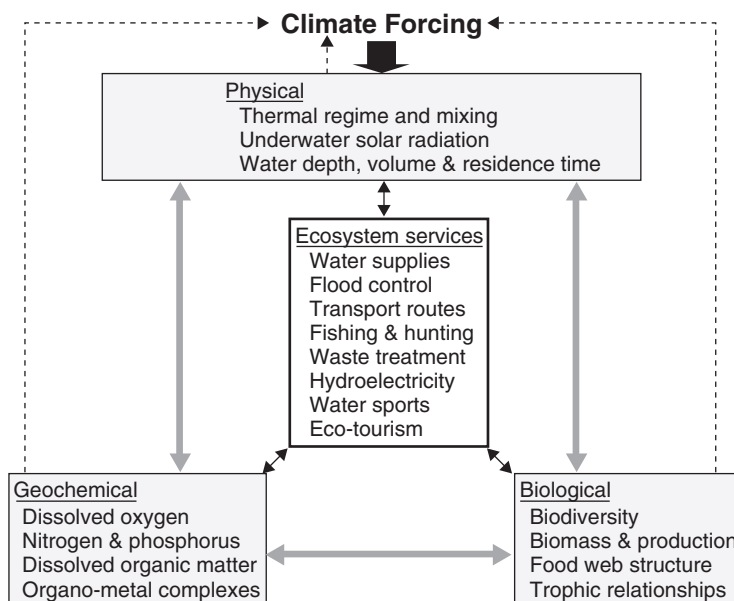 Climate Forcing
Physical
Thermal regime and mixing
Underwater solar radiation
Water depth, volume & residence time
Ecosystem services
Water supplies
Flood control
Transport routes
Fishing & hunting
Waste treatment
Hydroelectricity
Water sports
Eco-tourism
Geochemical
Dissolved oxygen
Nitrogen & phosphorus
Dissolved organic matter
Organo-metal complexes
Biological
Biodiversity
Biomass & production
Food web structure
Trophic relationships